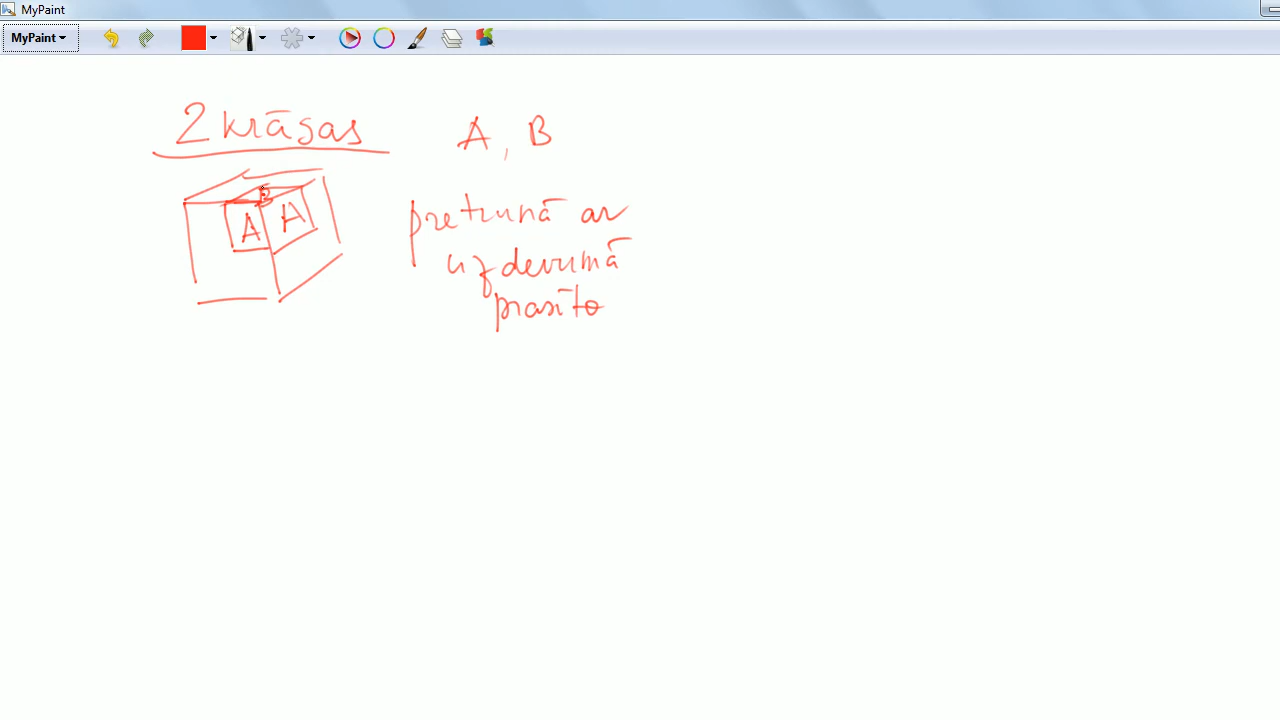 MyPaint
MyPaint
2 krāsas
A, B
B
A A
pretrunā ar
uzdevumā
prasīto